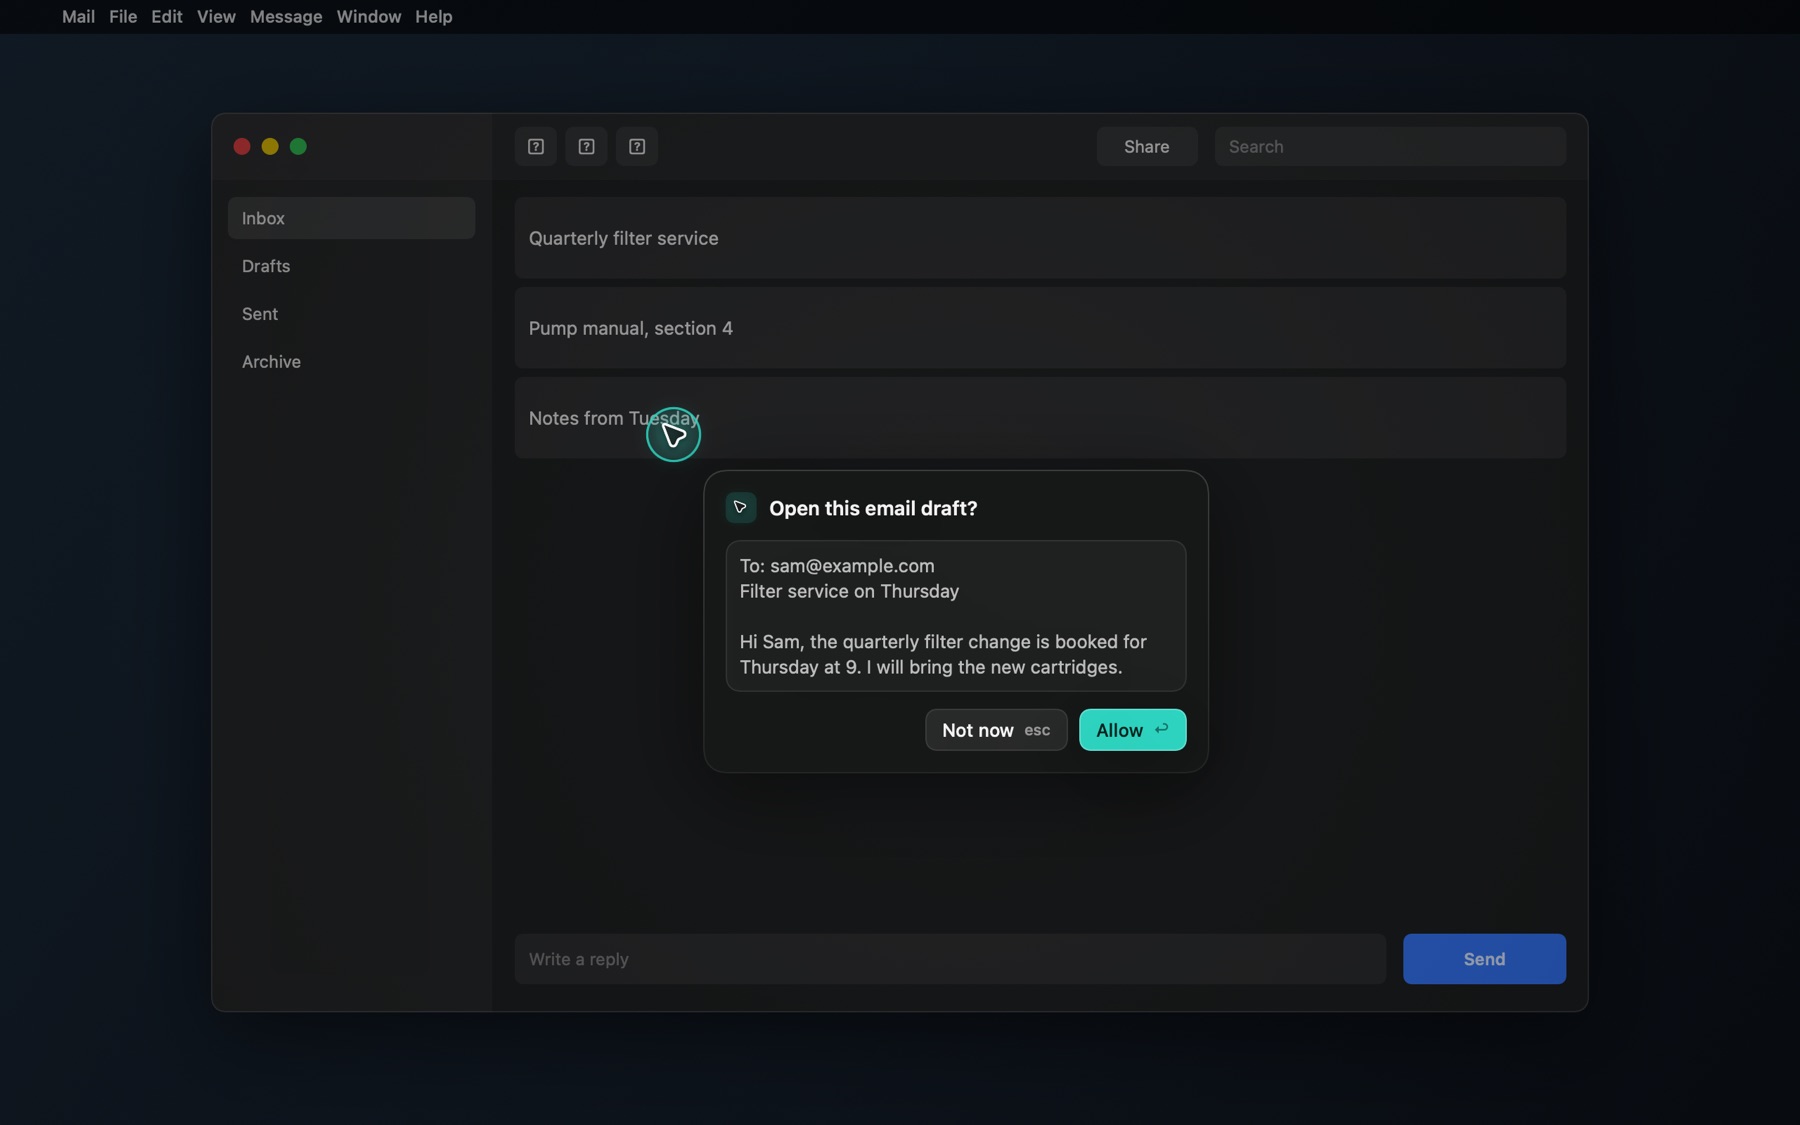 Mail File Edit View Message Window Help
Share
Search
Inbox
Drafts
Sent
Archive
Quarterly filter service
Pump manual, section 4
Notes from Tuesday
Open this email draft?
To: sam@example.com
Filter service on Thursday
Hi Sam, the quarterly filter change is booked for
Thursday at 9. I will bring the new cartridges.
Not now esc
Allow ↩
Write a reply
Send